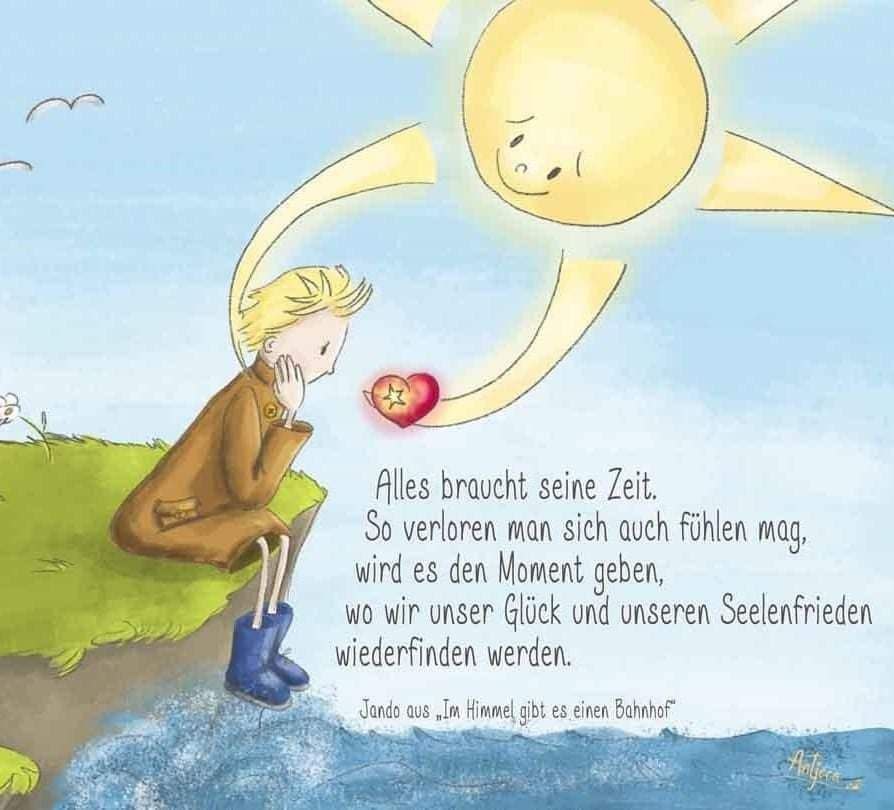 Alles braucht seine Zeit.
So verloren man sich auch fühlen mag,
wird es den Moment geben,
wo wir unser Glück und unseren Seelenfrieden
wiederfinden werden.
Jando aus „Im Himmel gibt es einen Bahnhof“